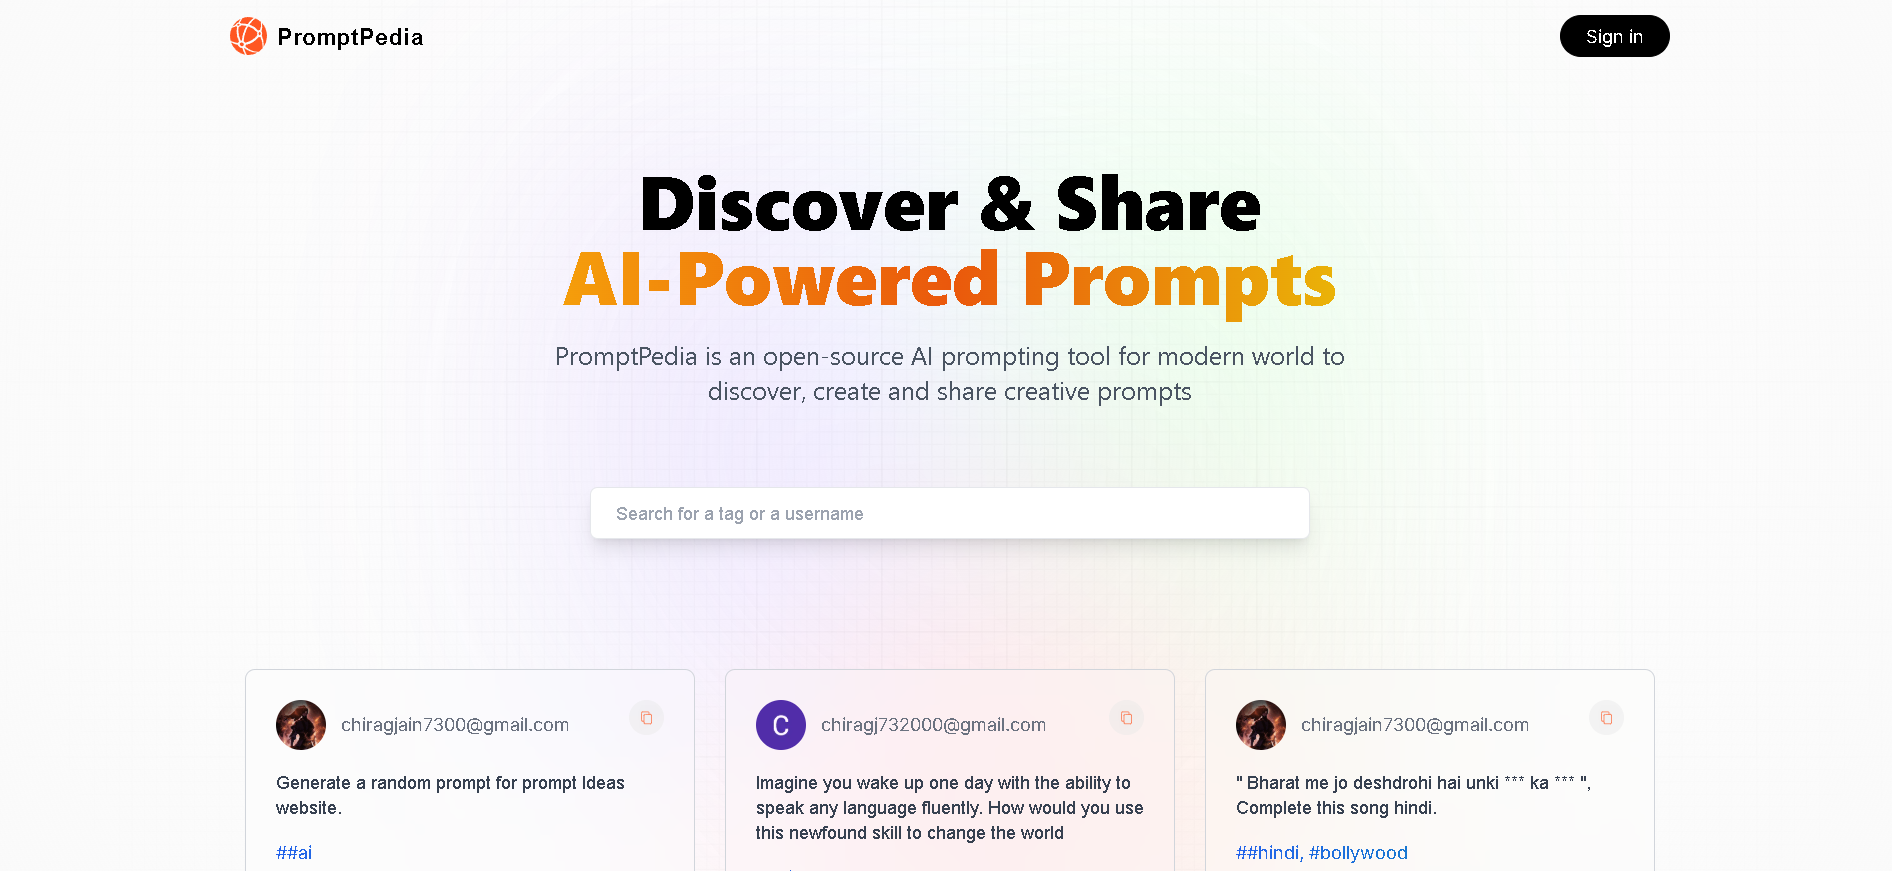 PromptPedia
Sign in
Discover & Share
AI-Powered Prompts
PromptPedia is an open-source AI prompting tool for modern world to
discover, create and share creative prompts
Search for a tag or a username
chiragjain7300@gmail.com
Generate a random prompt for prompt Ideas
website.
##ai
C
chiragj732000@gmail.com
Imagine you wake up one day with the ability to
speak any language fluently. How would you use
this newfound skill to change the world
chiragjain7300@gmail.com
" Bharat me jo deshdrohi hai unki *** ka *** ",
Complete this song hindi.
##hindi, #bollywood